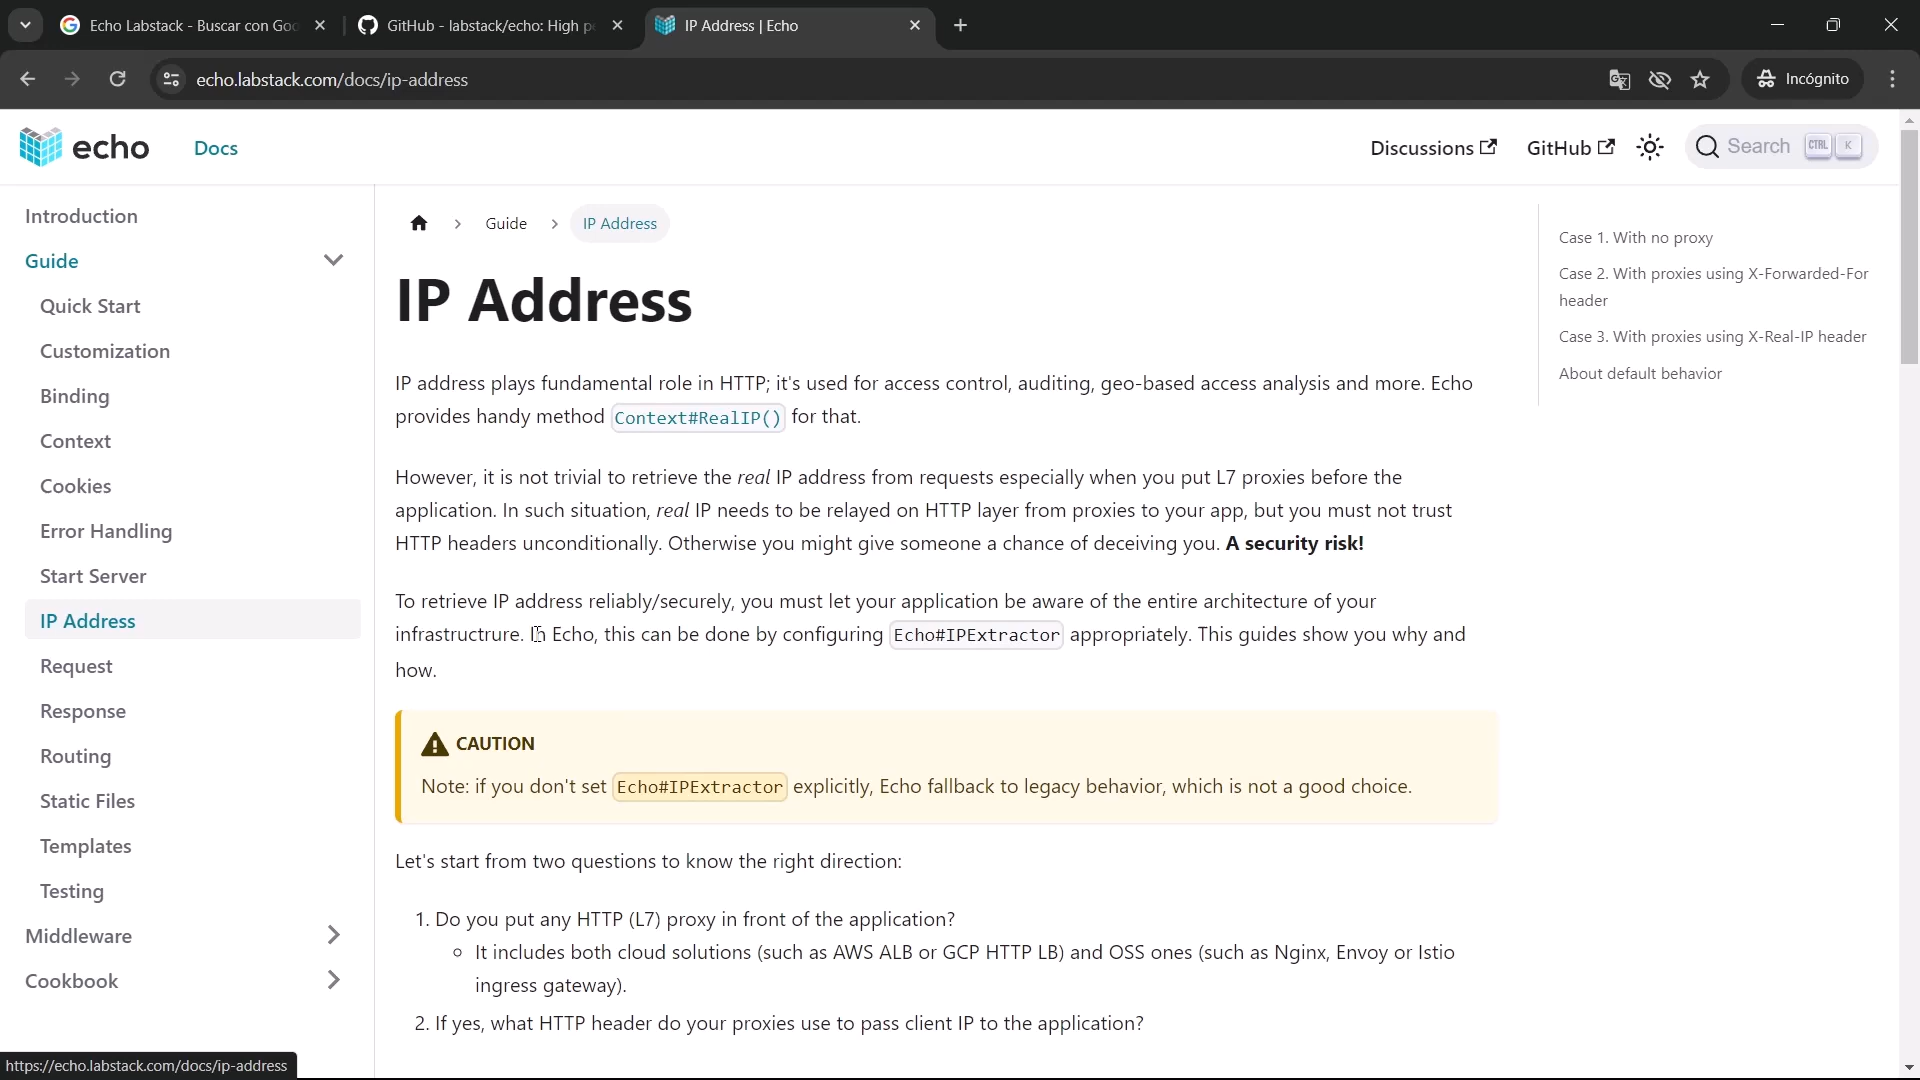 Echo Labstack - Buscar con Goo
GitHub - labstack/echo: High pe
IP Address | Echo
echo.labstack.com/docs/ip-address
Incógnito
echo
Docs
Discussions
GitHub
Search
CTRL
K
Introduction
Guide
Quick Start
Customization
Binding
Context
Cookies
Error Handling
Start Server
IP Address
Request
Response
Routing
Static Files
Templates
Testing
Middleware
Cookbook
Guide
IP Address
IP Address
IP address plays fundamental role in HTTP; it's used for access control, auditing, geo-based access analysis and more. Echo
provides handy method Context#RealIP() for that.
However, it is not trivial to retrieve the real IP address from requests especially when you put L7 proxies before the
application. In such situation, real IP needs to be relayed on HTTP layer from proxies to your app, but you must not trust
HTTP headers unconditionally. Otherwise you might give someone a chance of deceiving you. A security risk!
To retrieve IP address reliably/securely, you must let your application be aware of the entire architecture of your
infrastructrure. In Echo, this can be done by configuring Echo#IPExtractor appropriately. This guides show you why and
how.
CAUTION
Note: if you don't set Echo#IPExtractor explicitly, Echo fallback to legacy behavior, which is not a good choice.
Let's start from two questions to know the right direction:
1. Do you put any HTTP (L7) proxy in front of the application?
It includes both cloud solutions (such as AWS ALB or GCP HTTP LB) and OSS ones (such as Nginx, Envoy or Istio
ingress gateway).
2. If yes, what HTTP header do your proxies use to pass client IP to the application?
Case 1. With no proxy
Case 2. With proxies using X-Forwarded-For
header
Case 3. With proxies using X-Real-IP header
About default behavior
https://echo.labstack.com/docs/ip-address